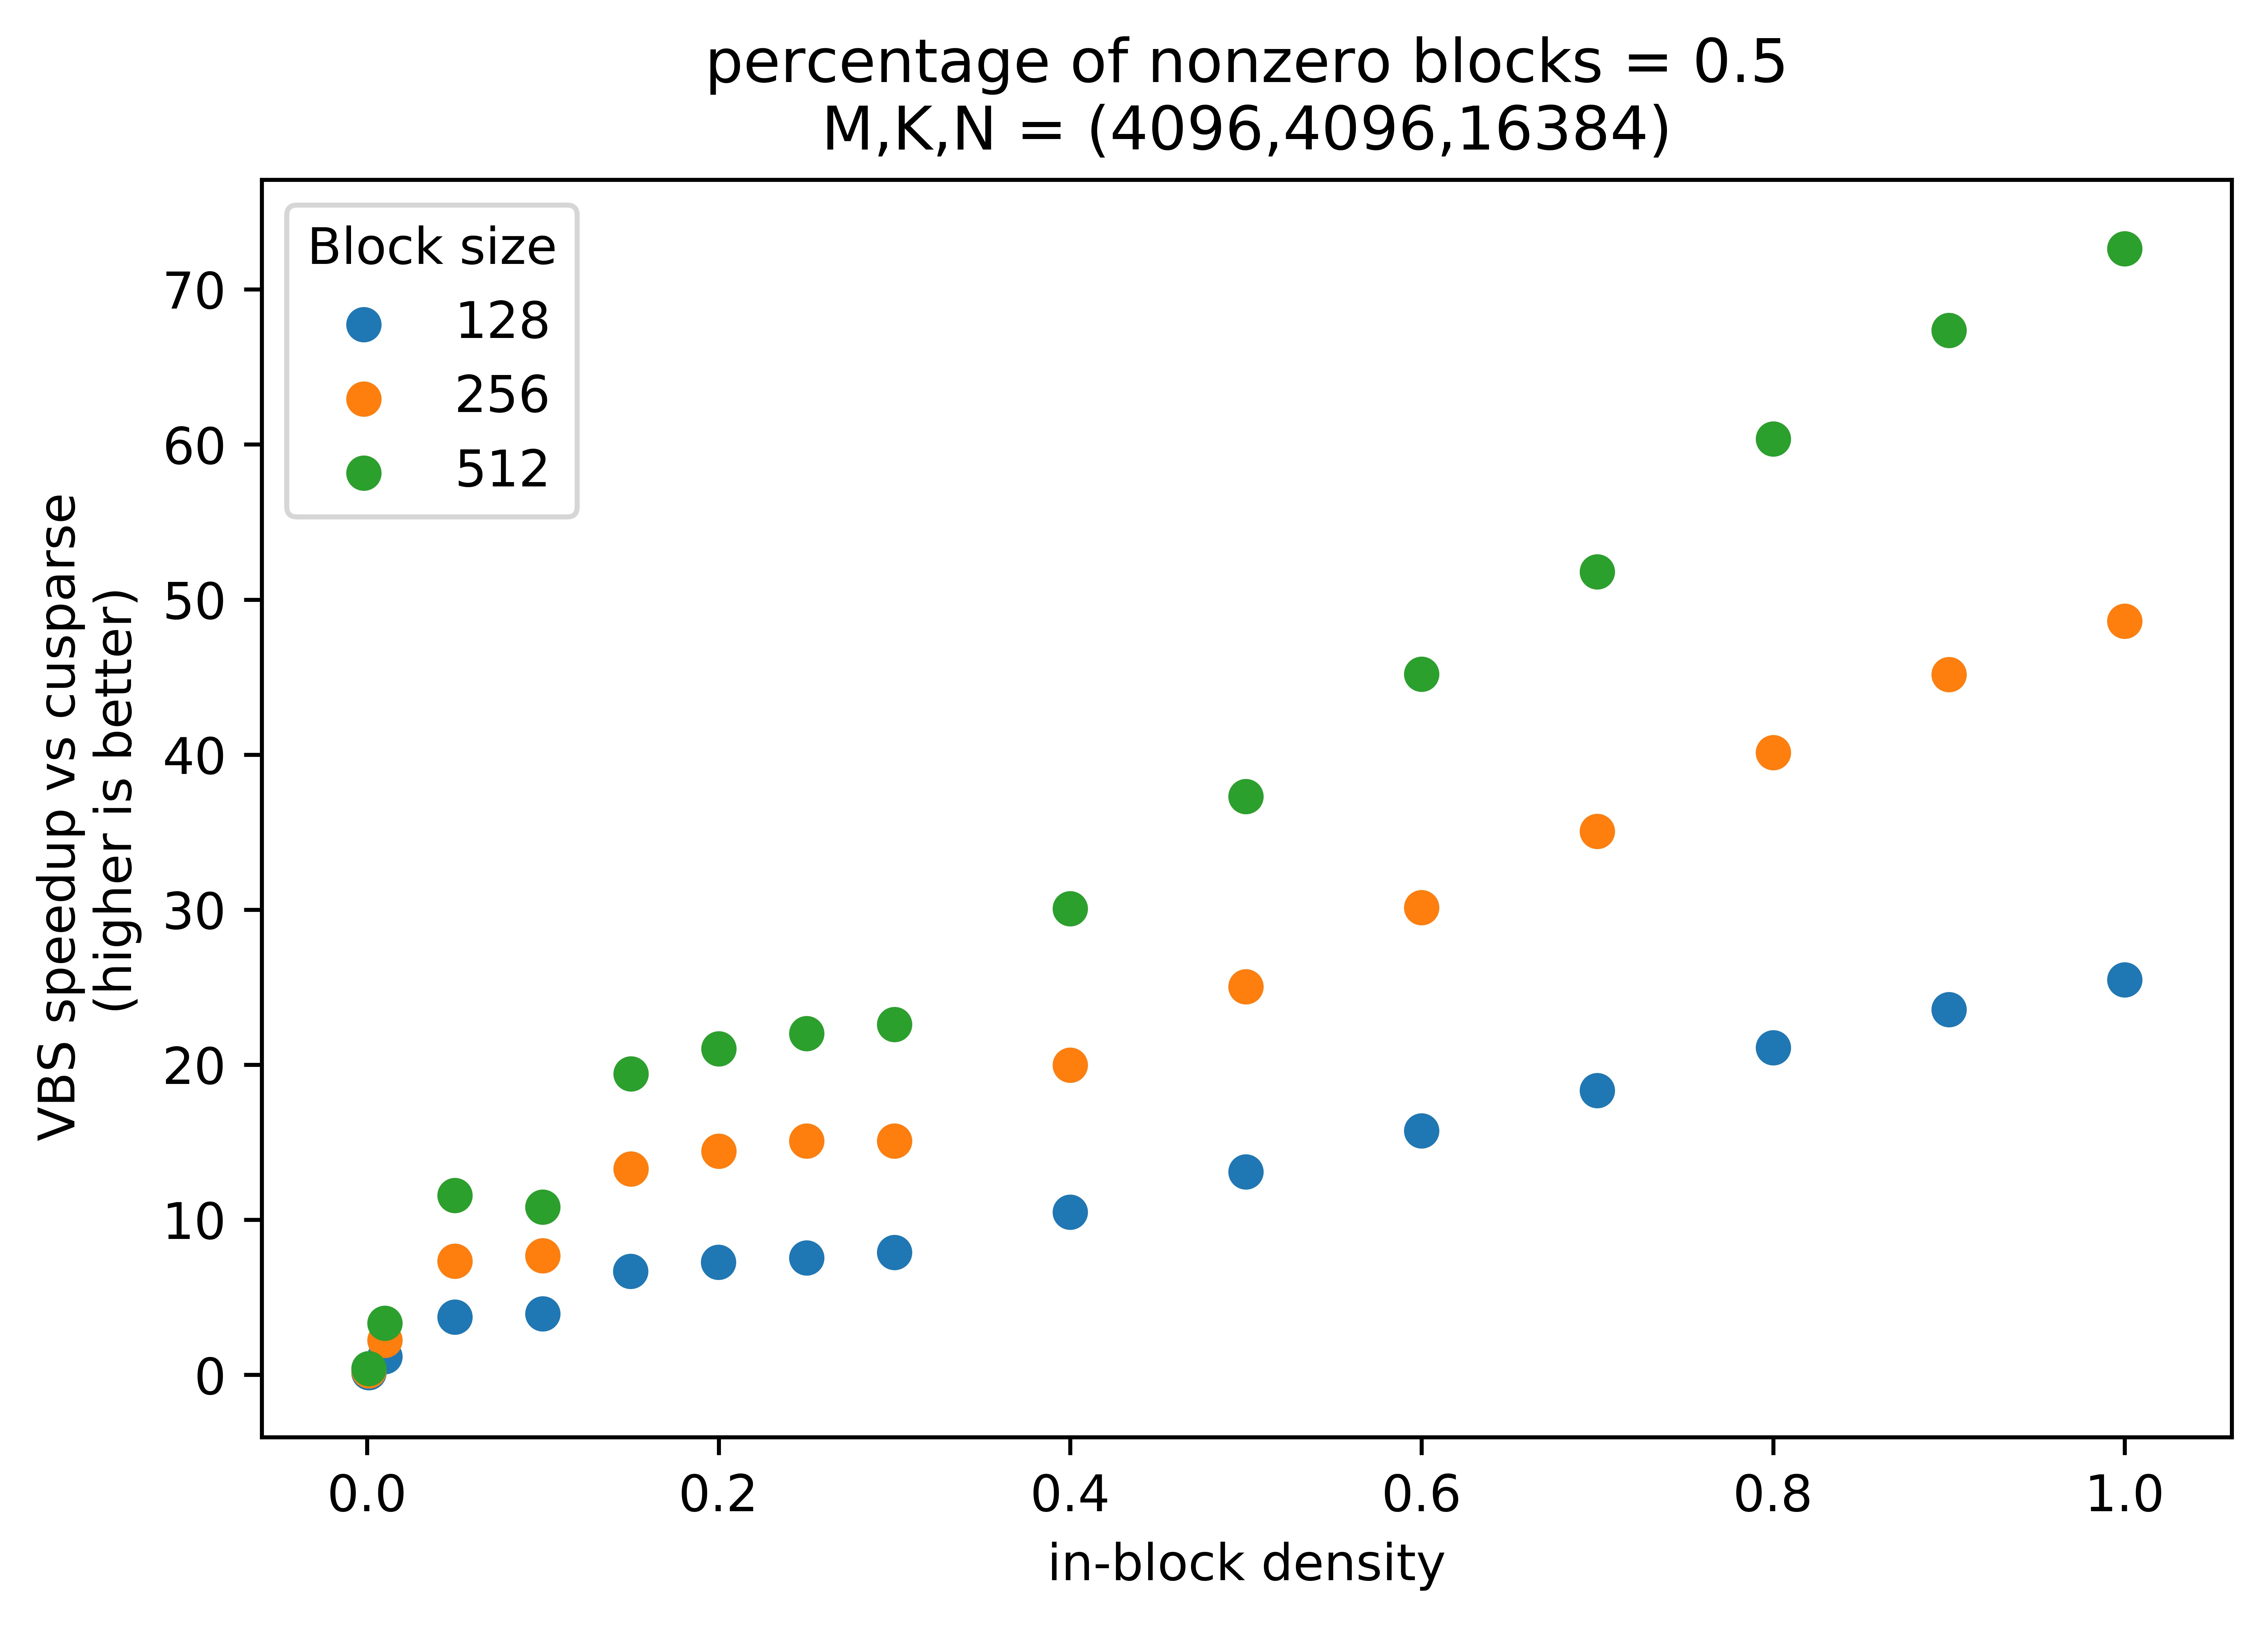 percentage of nonzero blocks = 0.5
M,K,N = (4096,4096,16384)
Block size
128
256
512
VBS speedup vs cusparse
(higher is better)
70
60
50
40
30
20
10
0
0.0 0.2 0.4 0.6 0.8 1.0
in-block density